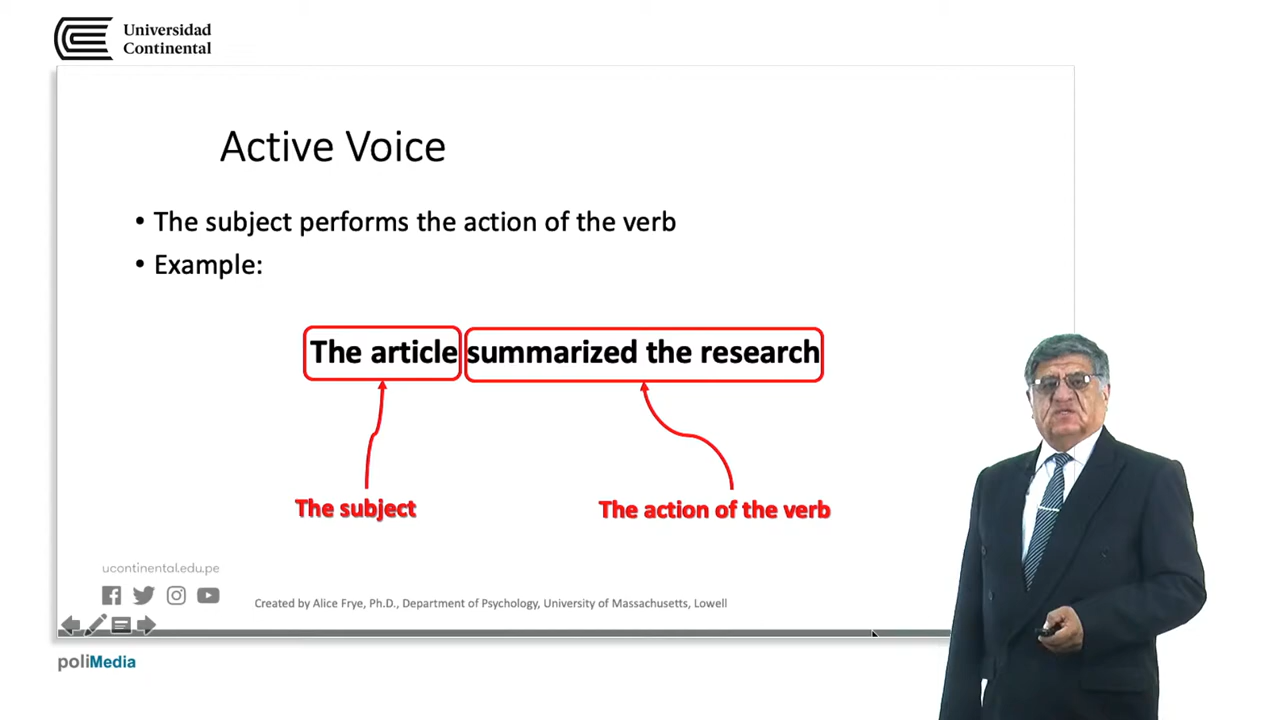 Universidad
Continental
Active Voice
• The subject performs the action of the verb
• Example:
The article summarized the research
The subject
The action of the verb
ucontinental.edu.pe
Created by Alice Frye, Ph.D., Department of Psychology, University of Massachusetts, Lowell
poliMedia